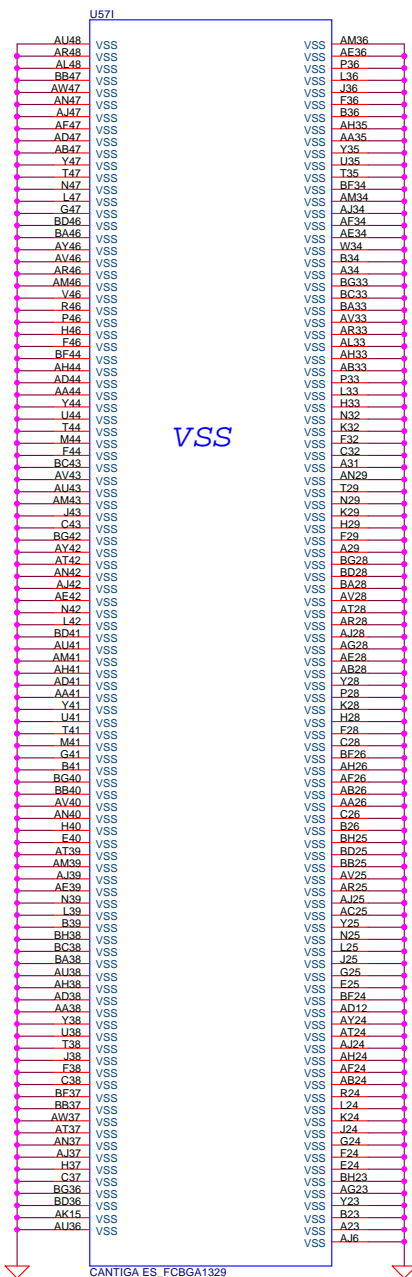 U57I
AU48 VSS VSS AM36
AR48 VSS VSS AE36
AL48 VSS VSS P36
BB47 VSS VSS L36
AW47 VSS VSS J36
AN47 VSS VSS F36
AJ47 VSS VSS B36
AF47 VSS VSS AH35
AD47 VSS VSS AA35
AB47 VSS VSS Y35
Y47 VSS VSS U35
T47 VSS VSS T35
N47 VSS VSS BF34
L47 VSS VSS AM34
G47 VSS VSS AJ34
BD46 VSS VSS AF34
BA46 VSS VSS AE34
AY46 VSS VSS W34
AV46 VSS VSS B34
AR46 VSS VSS A34
AM46 VSS VSS BG33
V46 VSS VSS BC33
R46 VSS VSS BA33
P46 VSS VSS AV33
H46 VSS VSS AR33
F46 VSS VSS AL33
BF44 VSS VSS AH33
AH44 VSS VSS AB33
AD44 VSS VSS P33
AA44 VSS VSS L33
Y44 VSS VSS H33
U44 VSS VSS N32
T44 VSS VSS K32
VSS
M44 VSS VSS F32
F44 VSS VSS C32
BC43 VSS VSS A31
AV43 VSS VSS AN29
AU43 VSS VSS T29
AM43 VSS VSS N29
J43 VSS VSS K29
C43 VSS VSS H29
BG42 VSS VSS F29
AY42 VSS VSS A29
AT42 VSS VSS BG28
AN42 VSS VSS BD28
AJ42 VSS VSS BA28
AE42 VSS VSS AV28
N42 VSS VSS AT28
L42 VSS VSS AR28
BD41 VSS VSS AJ28
AU41 VSS VSS AG28
AM41 VSS VSS AE28
AH41 VSS VSS AB28
AD41 VSS VSS Y28
AA41 VSS VSS P28
Y41 VSS VSS K28
U41 VSS VSS H28
T41 VSS VSS F28
M41 VSS VSS C28
G41 VSS VSS BF26
B41 VSS VSS AH26
BG40 VSS VSS AF26
BB40 VSS VSS AB26
AV40 VSS VSS AA26
AN40 VSS VSS C26
H40 VSS VSS B26
E40 VSS VSS BH25
AT39 VSS VSS BD25
AM39 VSS VSS BB25
AJ39 VSS VSS AV25
AE39 VSS VSS AR25
N39 VSS VSS AJ25
L39 VSS VSS AC25
B39 VSS VSS Y25
BH38 VSS VSS N25
BC38 VSS VSS L25
BA38 VSS VSS J25
AU38 VSS VSS G25
AH38 VSS VSS E25
AD38 VSS VSS BF24
AA38 VSS VSS AD12
Y38 VSS VSS AY24
U38 VSS VSS AT24
T38 VSS VSS AJ24
J38 VSS VSS AH24
F38 VSS VSS AF24
C38 VSS VSS AB24
BF37 VSS VSS R24
BB37 VSS VSS L24
AW37 VSS VSS K24
AT37 VSS VSS J24
AN37 VSS VSS G24
AJ37 VSS VSS F24
H37 VSS VSS E24
C37 VSS VSS BH23
BG36 VSS VSS AG23
BD36 VSS VSS Y23
AK15 VSS VSS B23
AU36 VSS VSS A23
VSS AJ6
CANTIGA ES_FCBGA1329